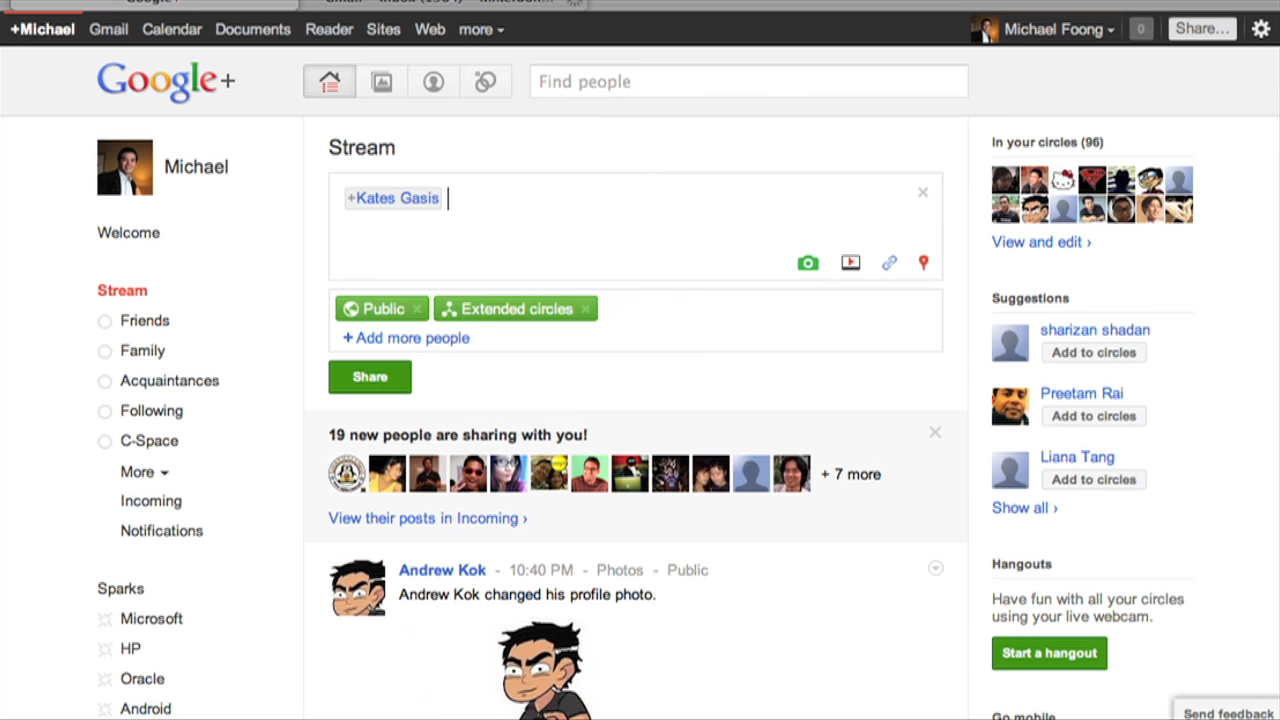 +Michael Gmail Calendar Documents Reader Sites Web more Michael Foong 0 Share...
Google+ Find people
Michael
Welcome
Stream
Friends
Family
Acquaintances
Following
C-Space
More
Incoming
Notifications
Sparks
Microsoft
HP
Oracle
Android
Stream
+Kates Gasis
Public × Extended circles ×
+ Add more people
Share
19 new people are sharing with you!
+ 7 more
View their posts in Incoming ›
Andrew Kok - 10:40 PM - Photos - Public
Andrew Kok changed his profile photo.
In your circles (96)
View and edit ›
Suggestions
sharizan shadan
Add to circles
Preetam Rai
Add to circles
Liana Tang
Add to circles
Show all ›
Hangouts
Have fun with all your circles
using your live webcam.
Start a hangout
Go mobile
Send feedback